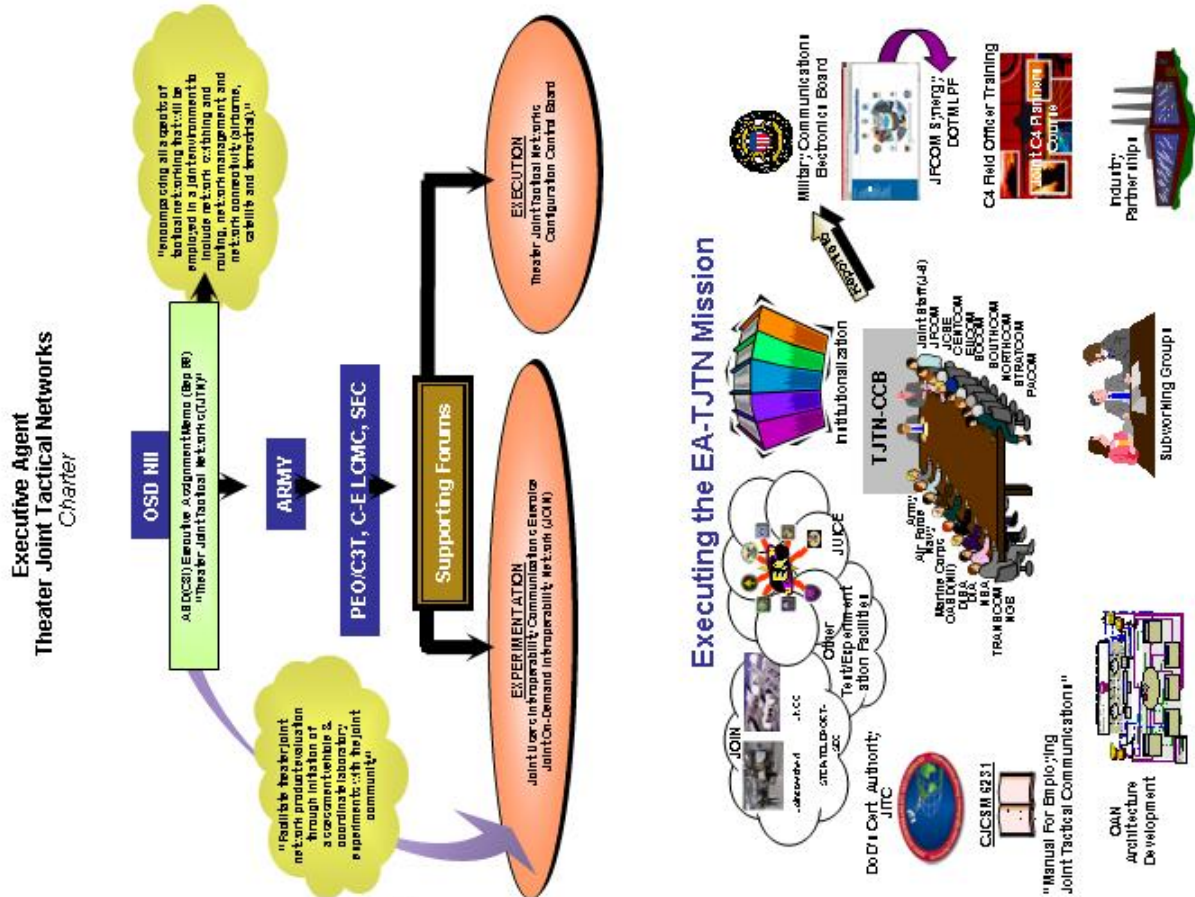 Executive Agent
Theater Joint Tactical Networks
Charter
OSD NII
ASD(C3I) Executive Assignment Memo (Sep 99)
"Theater Joint Tactical Networks (TJTN)"
"encompassing all aspects of
tactical networking that will be
employed in a joint environment to
include network switching and
routing, network management, and
network connectivity (airborne,
satellite and terrestrial)."
ARMY
PEO/C3T, C-E LCMC, SEC
Supporting Forums
"Facilitate theater joint
network product evaluation
through initiation of
assessment vehicle &
coordinate laboratory
experiments with the joint
community"
EXPERIMENTATION
Joint Users Interoperability Communications Exercise
Joint On-Demand Interoperability Network (JOIN)
EXECUTION
Theater Joint Tactical Networks
Configuration Control Board
Executing the EA-TJTN Mission
JOIN
JUICE
EA
Other
Test/Experiment
ation Facilities
Institutionalization
Reports to
Military Communications
Electronics Board
JFCOM Synergy
DOTMLPF
DoD's Cert. Authority
JITC
TJTN-CCB
Army
Air Force
Navy
Marine Corps
OASD(NII)
DISA
DIA
NSA
TRANSCOM
NGB
Joint Staff (J-6)
JFCOM
JCSE
CENTCOM
EUCOM
SOCOM
SOUTHCOM
NORTHCOM
STRATCOM
PACOM
C4 Field Officer Training
Joint C4 Planners
Course
CJCSM 6231
"Manual For Employing
Joint Tactical Communications"
OAN
Architecture
Development
Subworking Groups
Industry
Partnerships